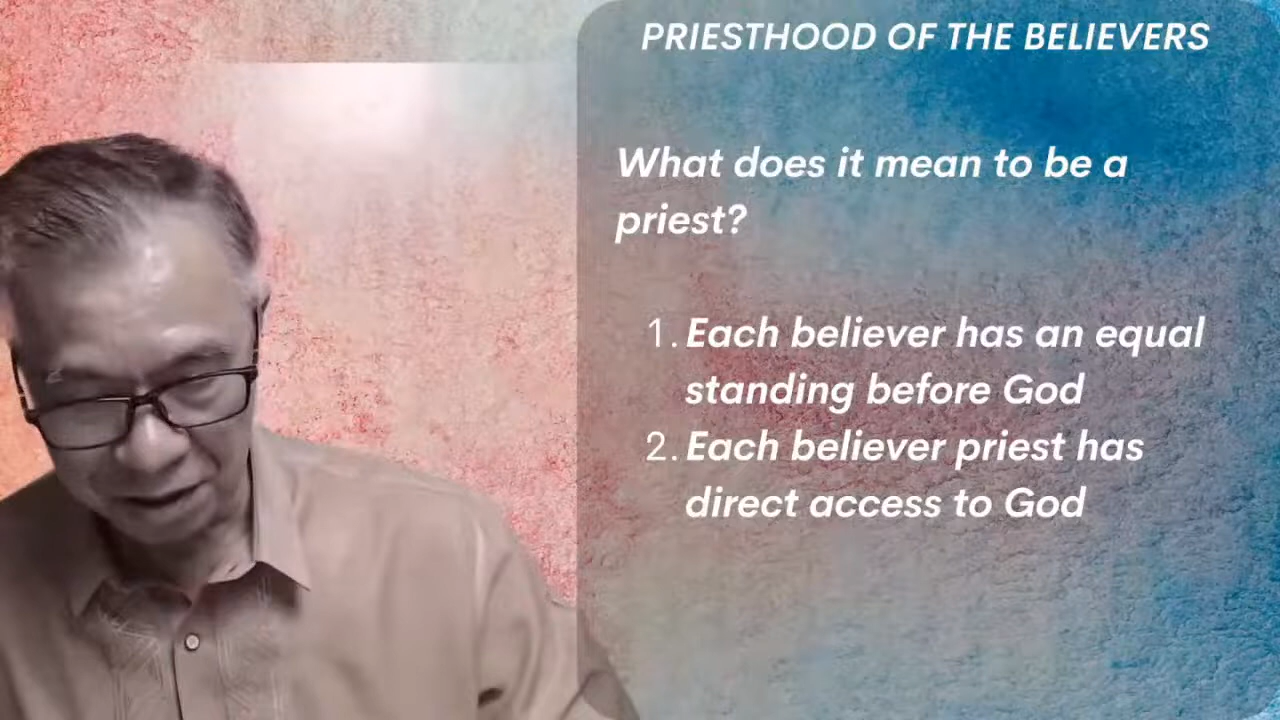 PRIESTHOOD OF THE BELIEVERS
What does it mean to be a
priest?
1. Each believer has an equal
standing before God
2. Each believer priest has
direct access to God